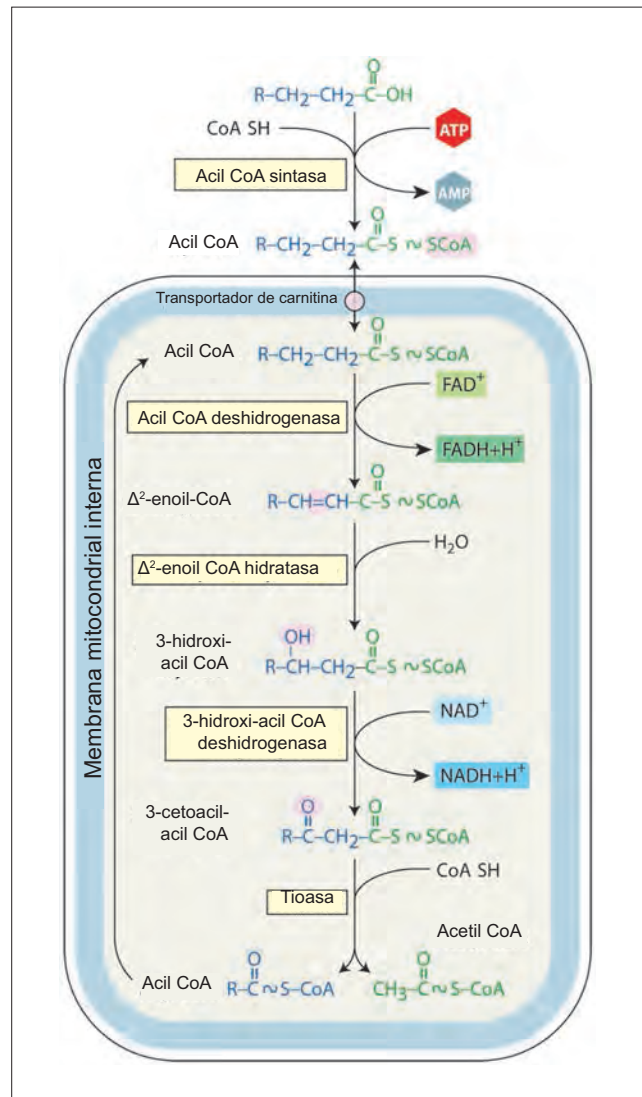 O
R–CH2–CH2–C–OH
CoA SH
ATP
Acil CoA sintasa
AMP
O
Acil CoA
R–CH2–CH2–C–S ~ SCoA
Transportador de carnitina
O
Acil CoA
R–CH2–CH2–C–S ~ SCoA
FAD+
Acil CoA deshidrogenasa
FADH+H+
O
Δ2-enoil-CoA
R–CH=CH–C–S ~ SCoA
H2O
Δ2-enoil CoA hidratasa
3-hidroxi-
acil CoA
OH
O
R–CH–CH2–C–S ~ SCoA
NAD+
3-hidroxi-acil CoA
deshidrogenasa
NADH+H+
3-cetoacil-
acil CoA
O
O
R–C–CH2–C–S ~ SCoA
CoA SH
Tioasa
Acetil CoA
O
O
Acil CoA
R–C~S–CoA
CH3–C~S–CoA
Membrana mitocondrial interna